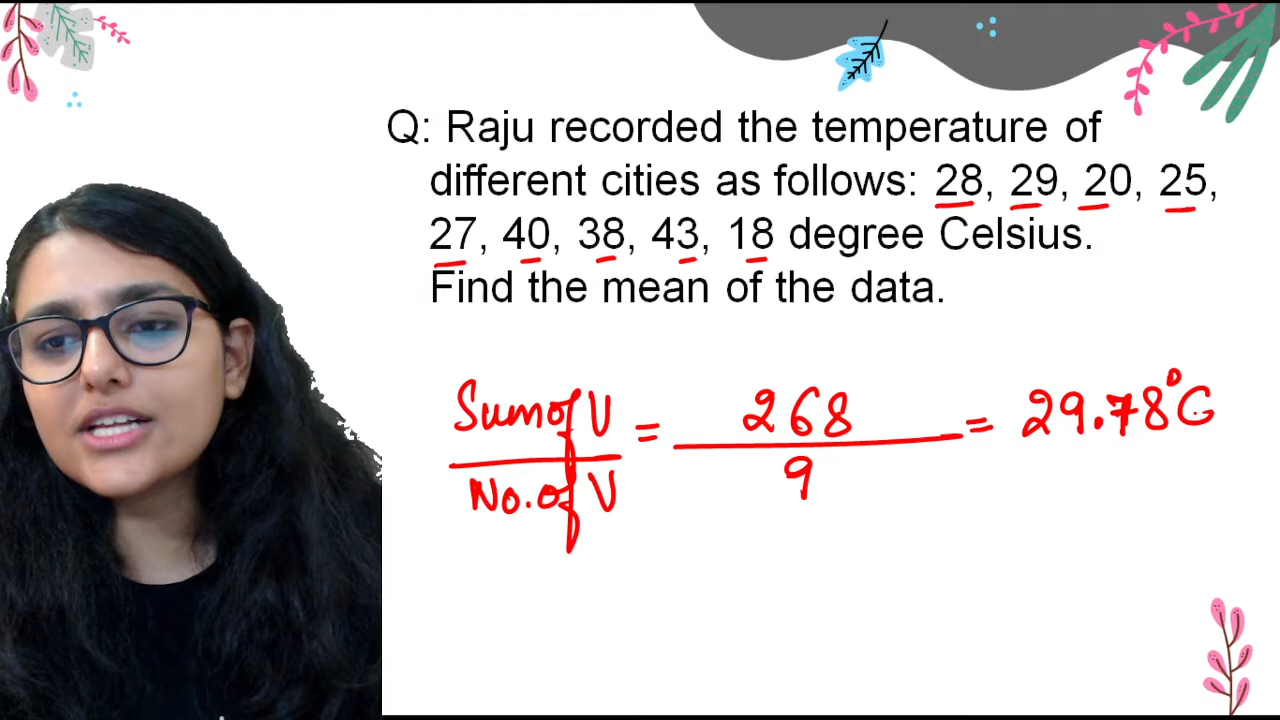 Q: Raju recorded the temperature of
different cities as follows: 28, 29, 20, 25,
27, 40, 38, 43, 18 degree Celsius.
Find the mean of the data.
Sum of V = 268 = 29.78°C
No. of V 9